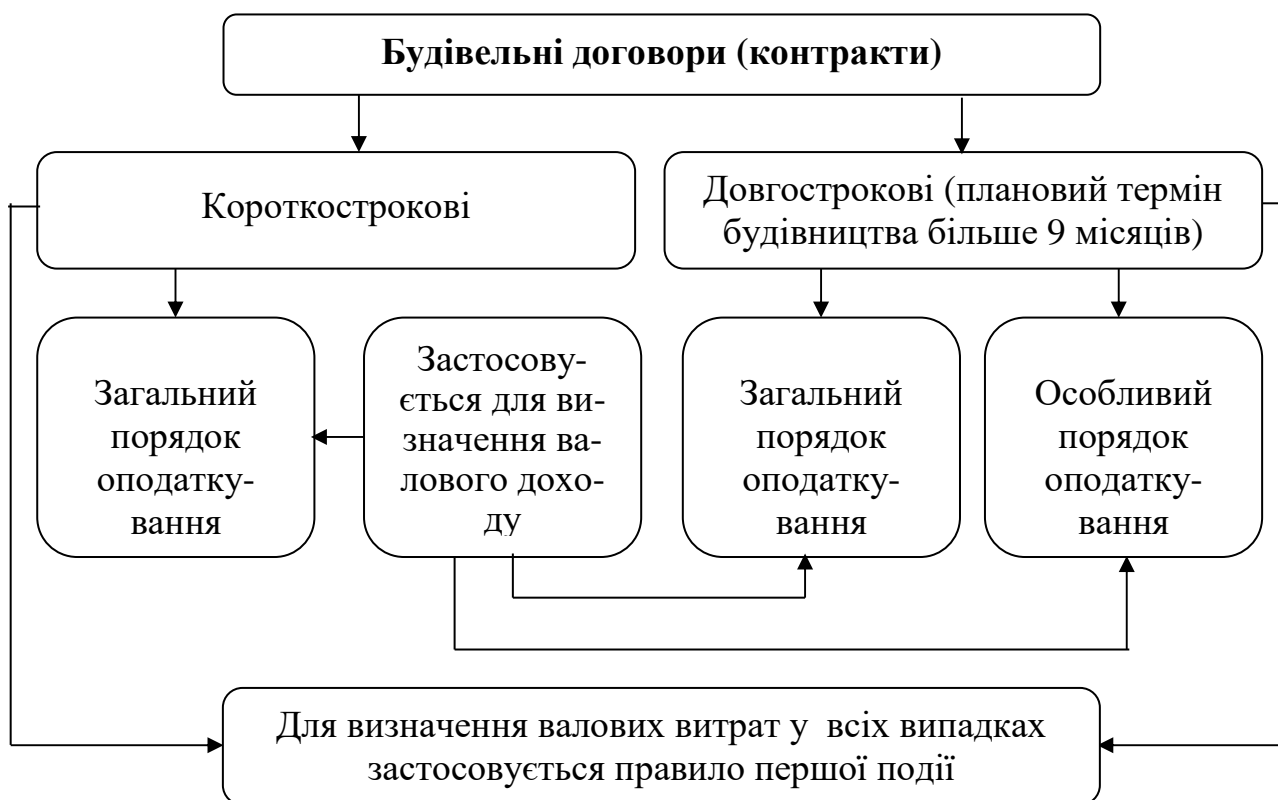 Будівельні договори (контракти)
Короткострокові
Довгострокові (плановий термін
будівництва більше 9 місяців)
Загальний
порядок
оподатку-
вання
Застосову-
ється для ви-
значення ва-
лового дохо-
ду
Загальний
порядок
оподатку-
вання
Особливий
порядок
оподатку-
вання
Для визначення валових витрат у всіх випадках
застосовується правило першої події